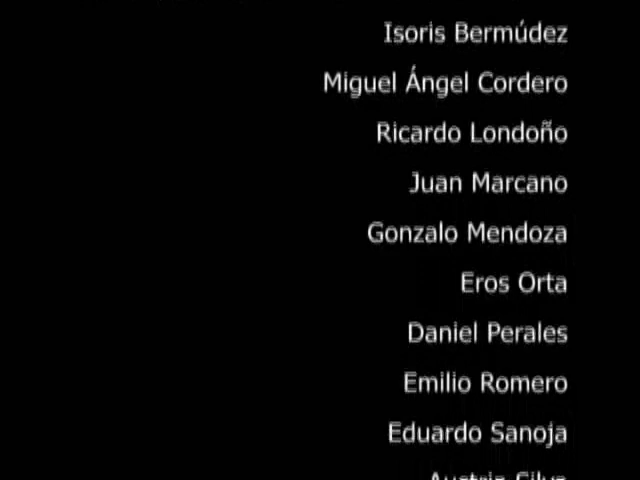 Isoris Bermúdez
Miguel Ángel Cordero
Ricardo Londoño
Juan Marcano
Gonzalo Mendoza
Eros Orta
Daniel Perales
Emilio Romero
Eduardo Sanoja